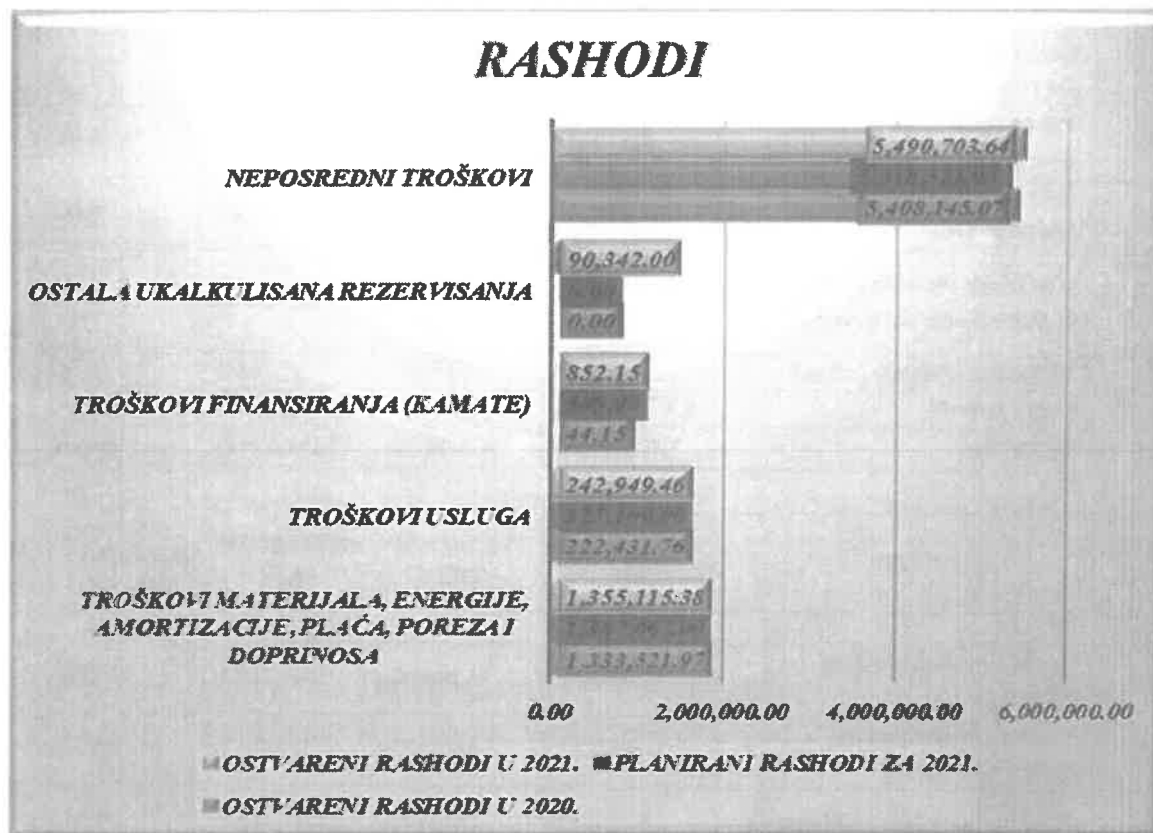 RASHODI
NEPOSREDNI TROŠKOVI
5,490,703.64
5,408,145.07
OSTALA UKALKULISANA REZERVISANJA
90,342.00
0.00
TROŠKOVI FINANSIRANJA (KAMATE)
852.15
44.15
TROŠKOVI USLUGA
242,949.46
222,431.76
TROŠKOVI MATERIJALA, ENERGIJE,
AMORTIZACIJE, PLAĆA, POREZA I
DOPRINOSA
1,355,115.38
1,333,521.97
0.00 2,000,000.00 4,000,000.00 6,000,000.00
OSTVARENI RASHODI U 2021. PLANIRANI RASHODI ZA 2021.
OSTVARENI RASHODI U 2020.